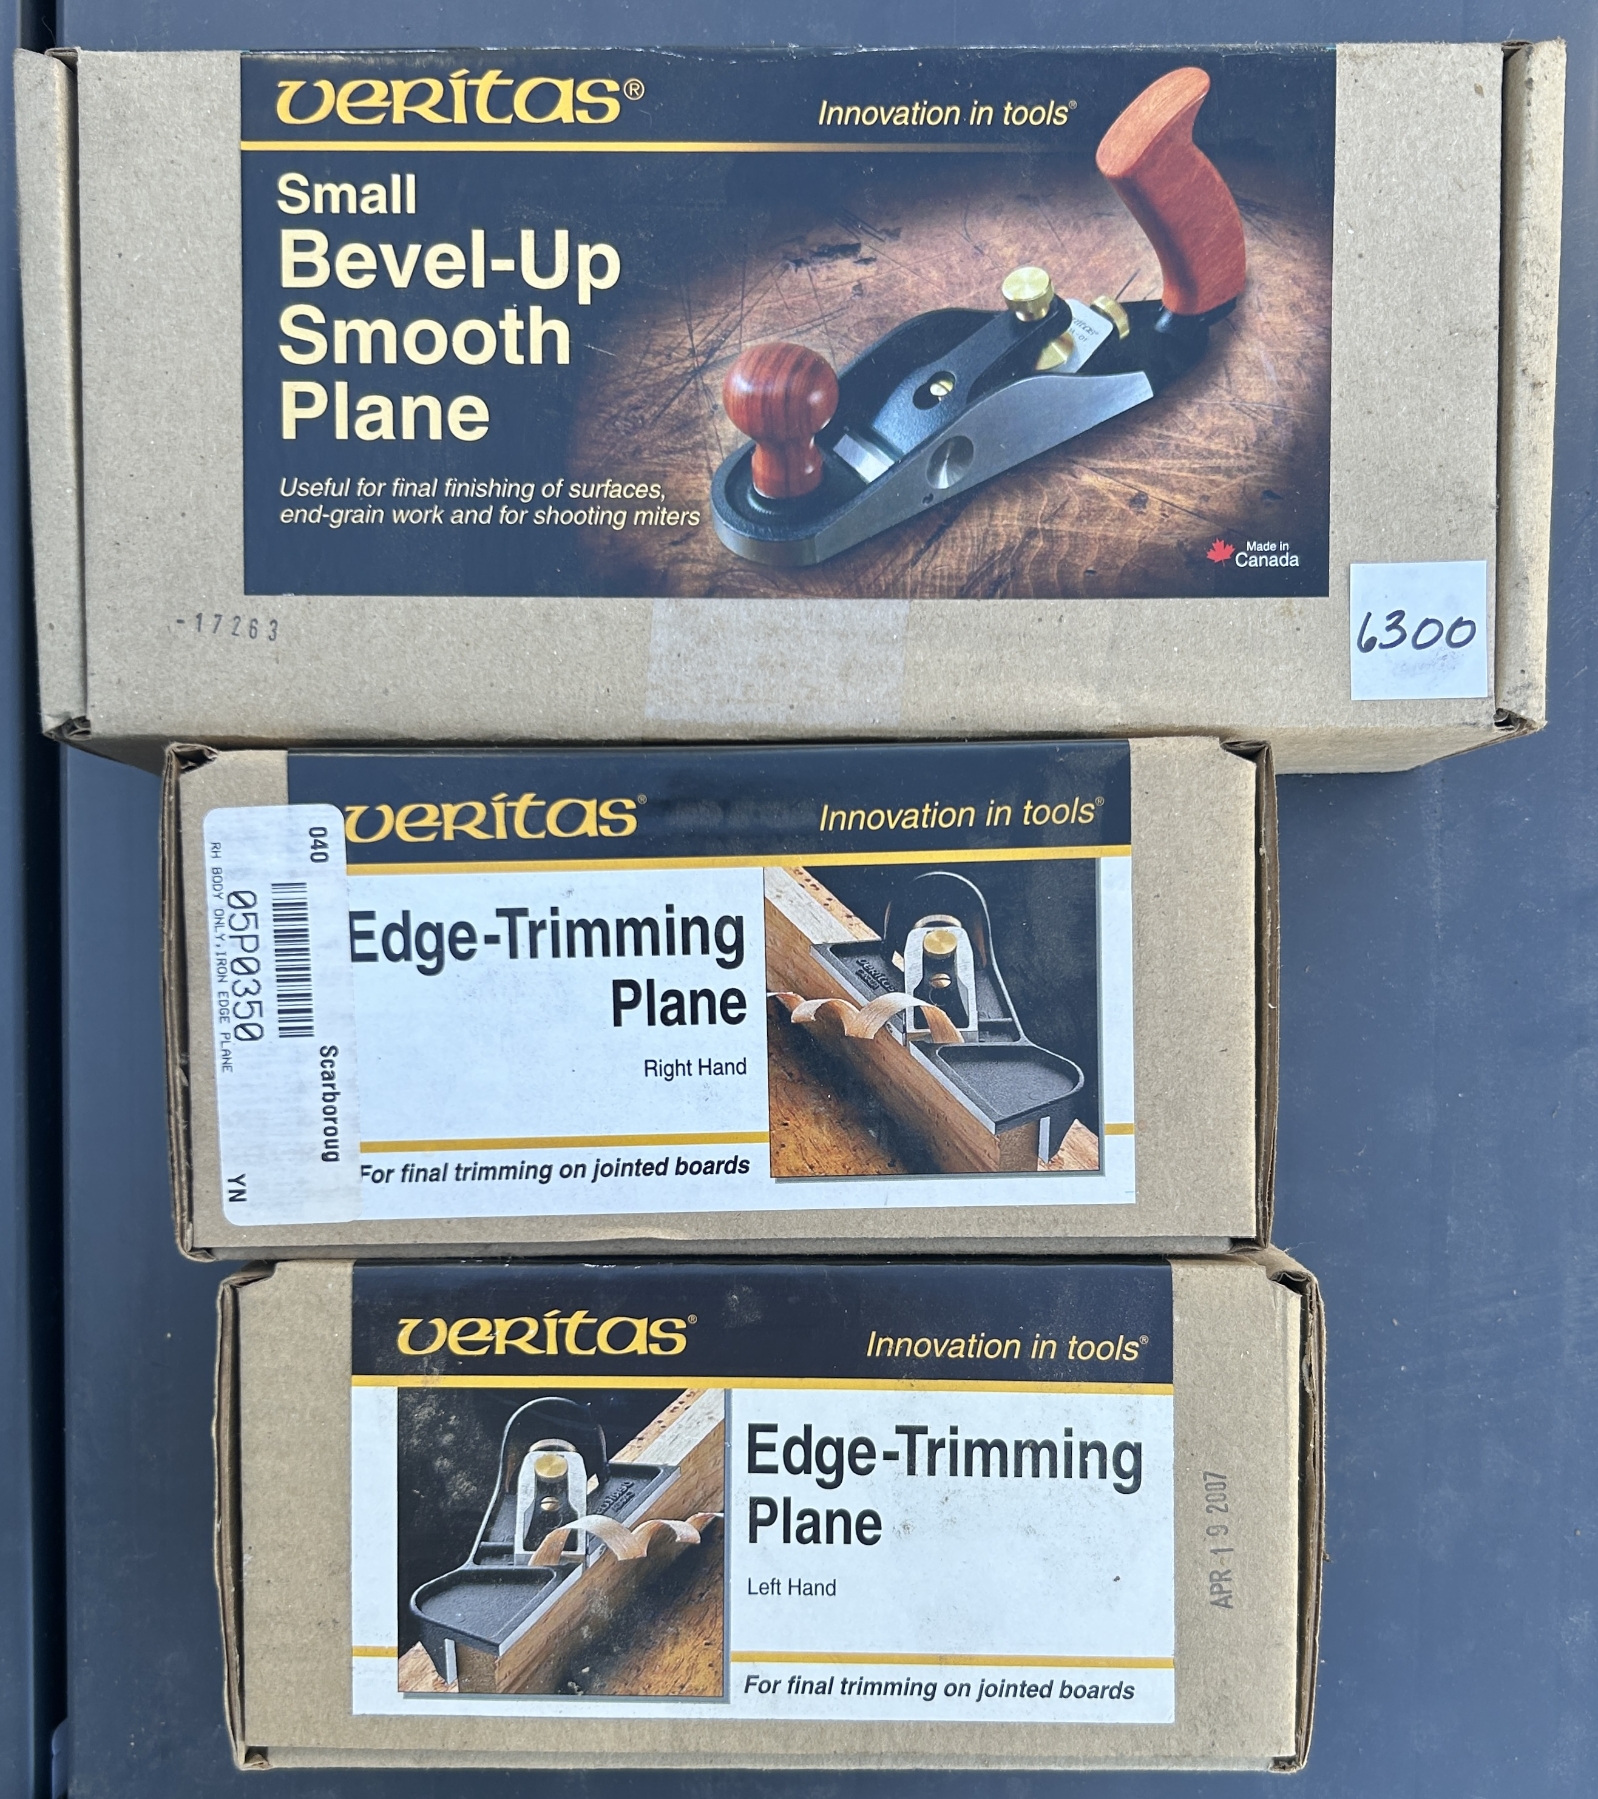 veritas®
Innovation in tools®
Small
Bevel-Up
Smooth
Plane
Useful for final finishing of surfaces,
end-grain work and for shooting miters
Made in
Canada
-17263
6300
veritas®
Innovation in tools®
040
Scarboroug
05P0350
YN
RH BODY ONLY, IRON EDGE PLANE
Edge-Trimming
Plane
Right Hand
For final trimming on jointed boards
veritas®
Innovation in tools®
Edge-Trimming
Plane
Left Hand
For final trimming on jointed boards
APR 19 2007